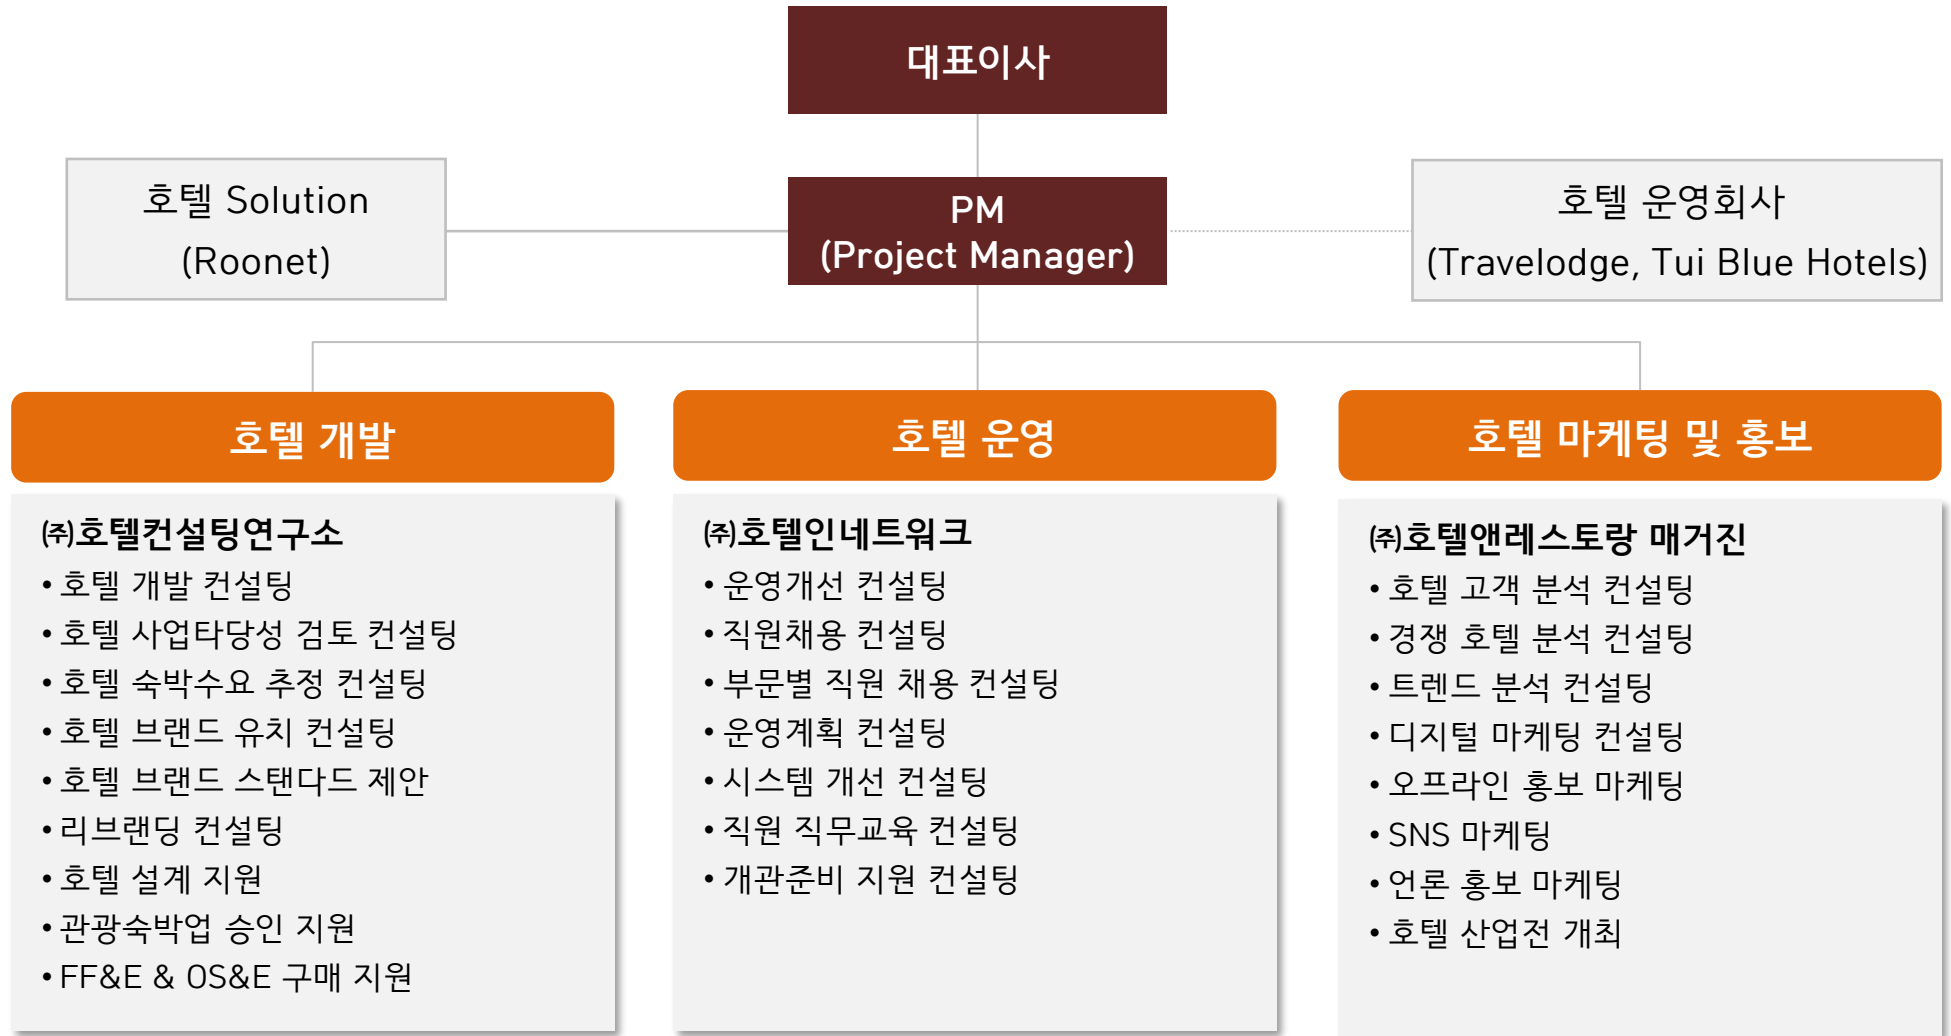 대표이사
호텔 Solution
(Roonet)
PM
(Project Manager)
호텔 운영회사
(Travelodge, Tui Blue Hotels)
호텔 개발
㈜호텔컨설팅연구소
• 호텔 개발 컨설팅
• 호텔 사업타당성 검토 컨설팅
• 호텔 숙박수요 추정 컨설팅
• 호텔 브랜드 유치 컨설팅
• 호텔 브랜드 스탠다드 제안
• 리브랜딩 컨설팅
• 호텔 설계 지원
• 관광숙박업 승인 지원
• FF&E & OS&E 구매 지원
호텔 운영
㈜호텔인네트워크
• 운영개선 컨설팅
• 직원채용 컨설팅
• 부문별 직원 채용 컨설팅
• 운영계획 컨설팅
• 시스템 개선 컨설팅
• 직원 직무교육 컨설팅
• 개관준비 지원 컨설팅
호텔 마케팅 및 홍보
㈜호텔앤레스토랑 매거진
• 호텔 고객 분석 컨설팅
• 경쟁 호텔 분석 컨설팅
• 트렌드 분석 컨설팅
• 디지털 마케팅 컨설팅
• 오프라인 홍보 마케팅
• SNS 마케팅
• 언론 홍보 마케팅
• 호텔 산업전 개최